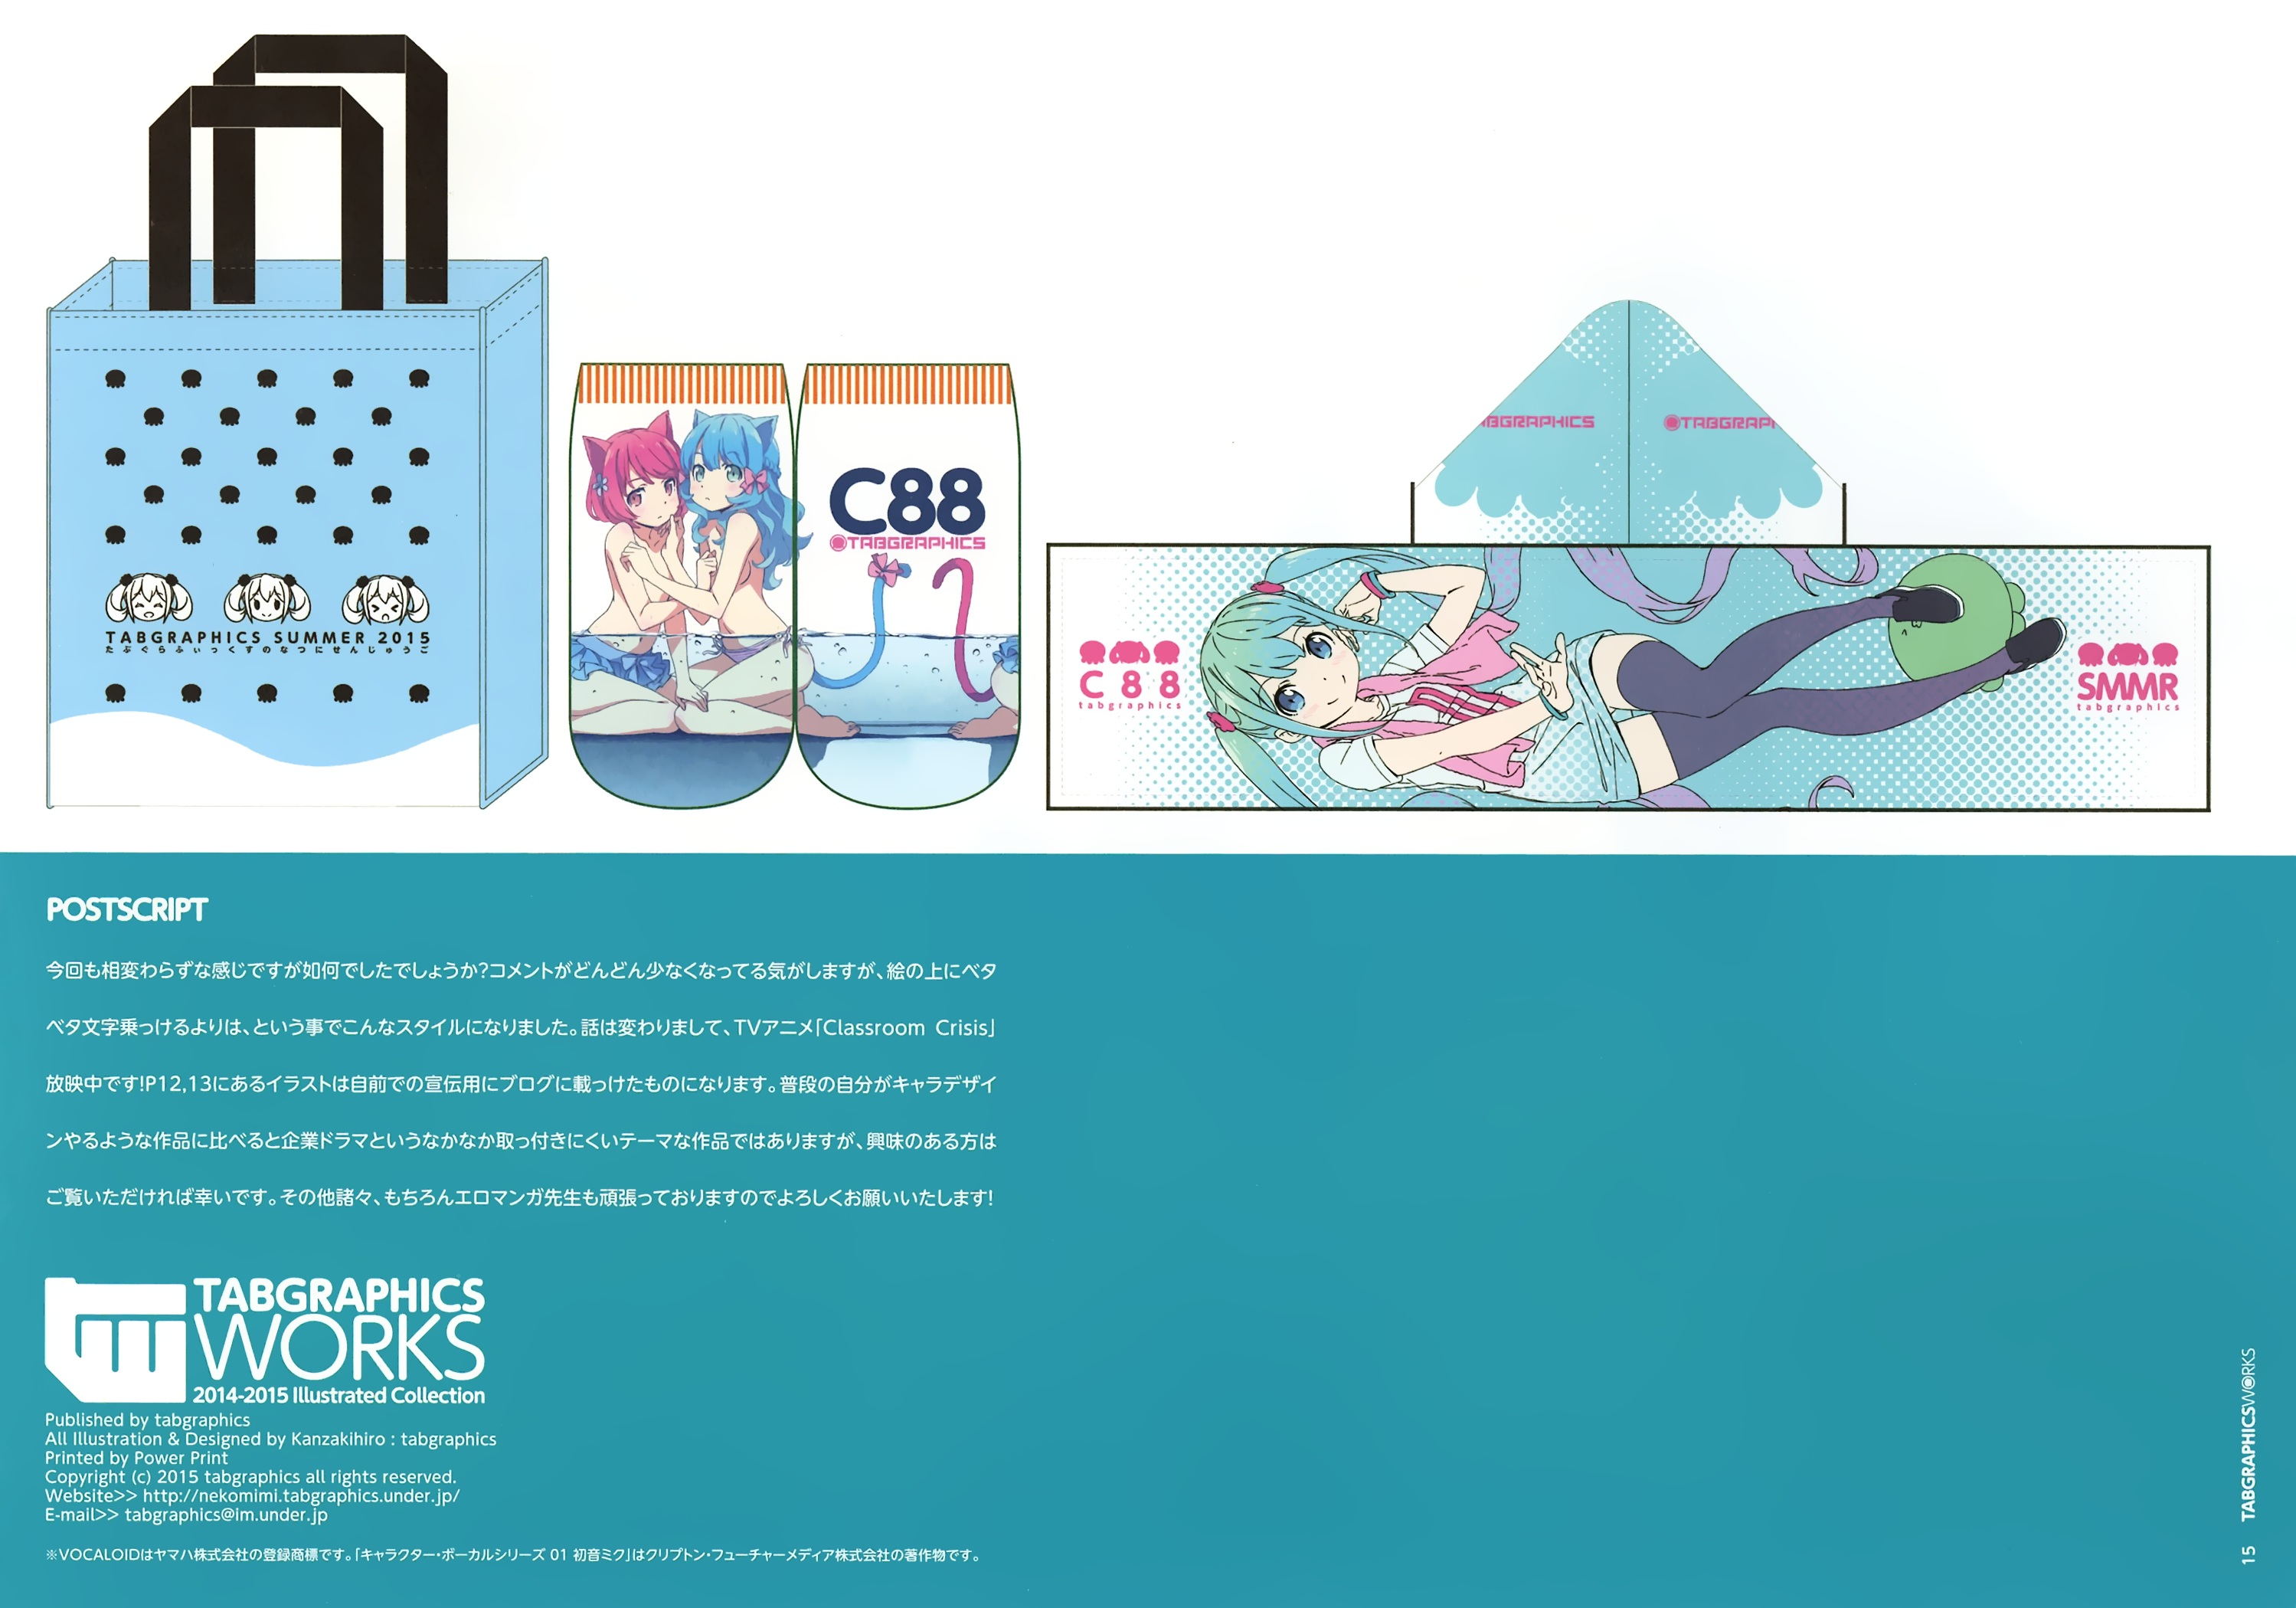 TABGRAPHICS SUMMER 2015
たぶぐらふぃっくすのなつにせんじゅうご
C88
TABGRAPHICS
BGRAPHICS
TABGRAPH
C 8 8
tabgraphics
SMMR
tabgraphics
POSTSCRIPT
今回も相変わらずな感じですが如何でしたでしょうか?コメントがどんどん少なくなってる気がしますが、絵の上にベタ
ベタ文字乗っけるよりは、という事でこんなスタイルになりました。話は変わりまして、TVアニメ「Classroom Crisis」
放映中です!P12,13にあるイラストは自前での宣伝用にブログに載っけたものになります。普段の自分がキャラデザイ
ンやるような作品に比べると企業ドラマというなかなか取っ付きにくいテーマな作品ではありますが、興味のある方は
ご覧いただければ幸いです。その他諸々、もちろんエロマンガ先生も頑張っておりますのでよろしくお願いいたします!
TABGRAPHICS
WORKS
2014-2015 Illustrated Collection
Published by tabgraphics
All Illustration & Designed by Kanzakihiro : tabgraphics
Printed by Power Print
Copyright (c) 2015 tabgraphics all rights reserved.
Website>> http://nekomimi.tabgraphics.under.jp/
E-mail>> tabgraphics@im.under.jp
※VOCALOIDはヤマハ株式会社の登録商標です。「キャラクター・ボーカルシリーズ 01 初音ミク」はクリプトン・フューチャーメディア株式会社の著作物です。
15 TABGRAPHICSWORKS